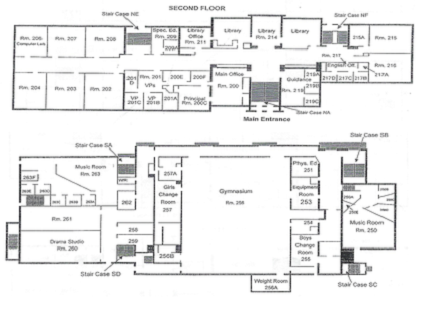 SECOND FLOOR
Stair Case NE
Stair Case NF
Rm. 206
Computer Lab
Rm. 207
Rm. 208
Spec. Ed.
Rm. 209
209A
Library
Office
Rm. 211
Library
Library
Rm. 214
Library
215A
Rm. 215
Rm. 217
English Off.
217D
217C
217B
217A
Rm. 216
Rm. 204
Rm. 203
Rm. 202
201
D
Rm. 201
VPs
200E
200F
VP
201C
VP
201B
201A
Principal
Rm. 200C
Main Office
Rm. 200
Guidance
Rm. 219
219A
219B
219C
Stair Case NA
Main Entrance
Stair Case SA
Stair Case SB
Music Room
Rm. 263
263F
262
Rm. 261
Drama Studio
Rm. 260
258
259
Stair Case SD
257A
Girls
Change
Room
257
256B
Gymnasium
Rm. 256
Phys. Ed
251
Equipment
Room
253
254
Boys
Change
Room
255
Weight Room
256A
Music Room
Rm. 250
Stair Case SC